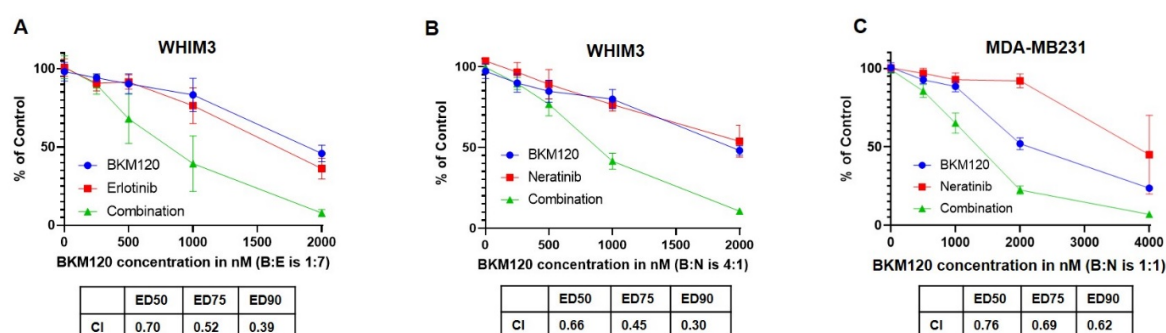 A
WHIM3
100
50
0
% of Control
BKM120
Erlotinib
Combination
0 500 1000 1500 2000
BKM120 concentration in nM (B:E is 1:7)
ED50 ED75 ED90
CI 0.70 0.52 0.39
B
WHIM3
100
50
0
% of Control
BKM120
Neratinib
Combination
0 500 1000 1500 2000
BKM120 concentration in nM (B:N is 4:1)
ED50 ED75 ED90
CI 0.66 0.45 0.30
C
MDA-MB231
100
50
0
% of Control
BKM120
Neratinib
Combination
0 1000 2000 3000 4000
BKM120 concentration in nM (B:N is 1:1)
ED50 ED75 ED90
CI 0.76 0.69 0.62